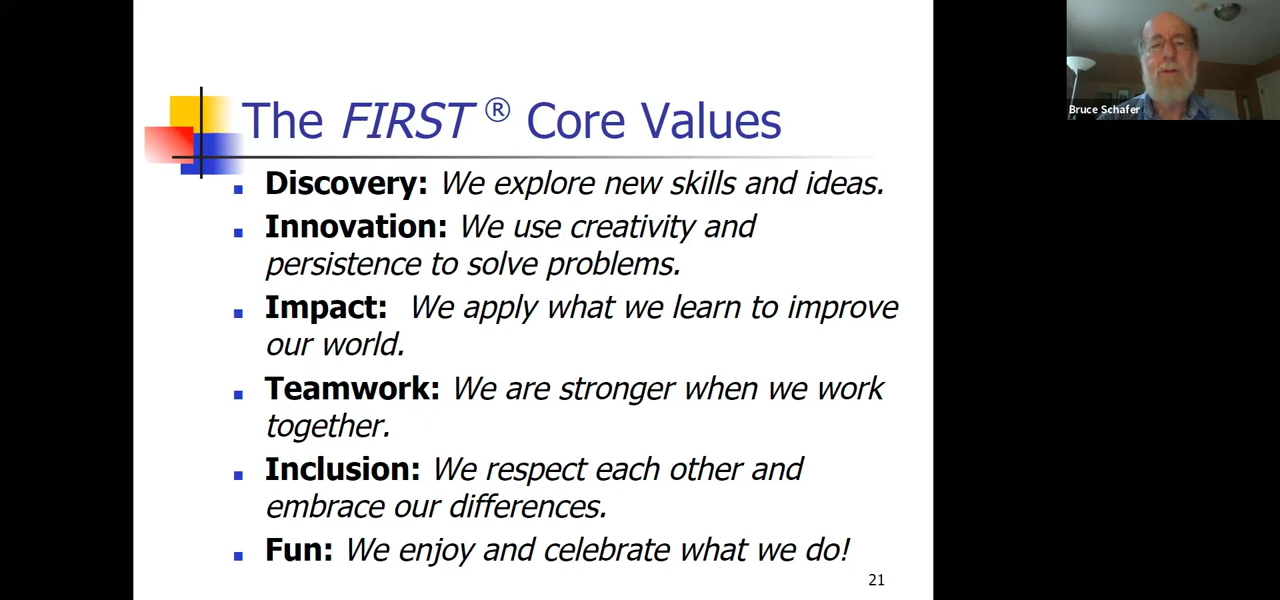 The FIRST ® Core Values
Bruce Schafer
■ Discovery: We explore new skills and ideas.
■ Innovation: We use creativity and
persistence to solve problems.
■ Impact: We apply what we learn to improve
our world.
■ Teamwork: We are stronger when we work
together.
■ Inclusion: We respect each other and
embrace our differences.
■ Fun: We enjoy and celebrate what we do!
21